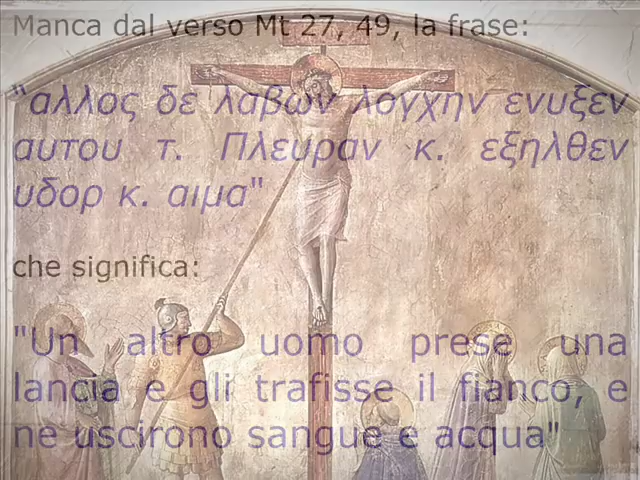 Manca dal verso Mt 27, 49, la frase:
"αλλος δε λαβων λογχην ενυξεν
αυτου τ. Πλευραν κ. εξηλθεν
υδορ κ. αιμα"
che significa:
"Un altro uomo prese una
lancia e gli trafisse il fianco, e
ne uscirono sangue e acqua"